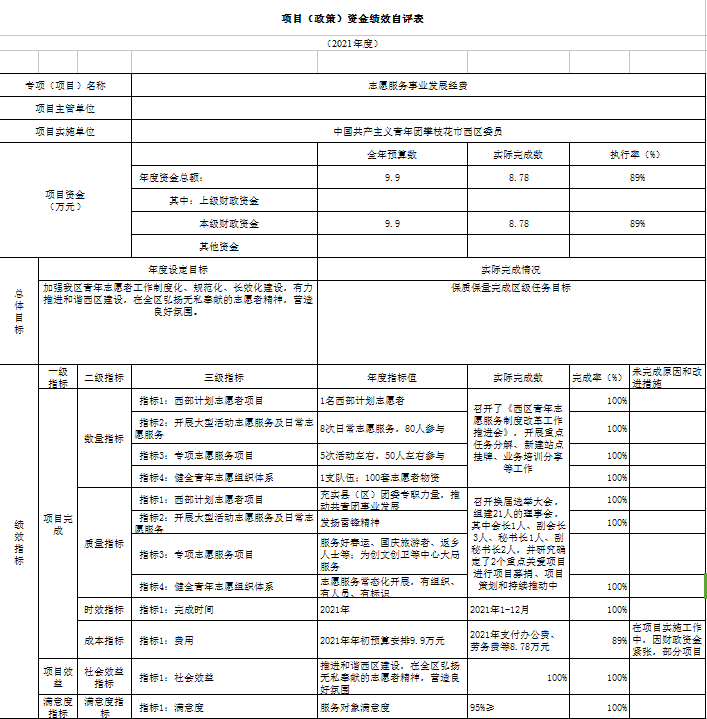 项目（政策）资金绩效自评表
（2021年度）
专项（项目）名称
志愿服务事业发展经费
项目主管单位
项目实施单位
中国共产主义青年团攀枝花市西区委员
项目资金
（万元）
全年预算数
实际完成数
执行率（%）
年度资金总额：
9.9
8.78
89%
其中：上级财政资金
本级财政资金
9.9
8.78
89%
其他资金
总体目标
年度设定目标
实际完成情况
加强我区青年志愿者工作制度化、规范化、长效化建设，有力
推进和谐西区建设，在全区弘扬无私奉献的志愿者精神，营造
良好氛围。
保质保量完成区级任务目标
绩效指标
一级
指标
二级指标
三级指标
年度指标值
实际完成数
完成率（%）
未完成原因和改
进措施
项目完
成
数量指标
指标1：西部计划志愿者项目
1名西部计划志愿者
召开了《西区青年志
愿服务制度改革工作
推进会》，开展重点
任务分解、新建站点
挂牌、业务培训分享
等工作
100%
指标2：开展大型活动志愿服务及日常志
愿服务
8次日常志愿服务，80人参与
100%
指标3：专项志愿服务项目
5次活动左右，50人左右参与
100%
指标4：健全青年志愿组织体系
1支队伍；100套志愿者物资
100%
质量指标
指标1：西部计划志愿者项目
充实县（区）团委专职力量，推
动共青团事业发展
召开换届选举大会，
组建21人的理事会，
其中会长1人、副会长
3人、秘书长1人、副
秘书长2人，并研究确
定了2个重点关爱项目
进行项目募捐、项目
策划和持续推动中
100%
指标2：开展大型活动志愿服务及日常志
愿服务
发扬雷锋精神
100%
指标3：专项志愿服务项目
服务好春运、国庆旅游者、返乡
人士等；为创文创卫等中心大局
服务
指标4：健全青年志愿组织体系
志愿服务常态化开展，有组织、
有人员、有标识
100%
时效指标
指标1：完成时间
2021年
2021年1-12月
100%
成本指标
指标1：费用
2021年年初预算安排9.9万元
2021年支付办公费、
劳务费等8.78万元
89%
在项目实施工作
中，因财政资金
紧张，部分项目
项目效
益
社会效益
指标
指标1：社会效益
推进和谐西区建设，在全区弘扬
无私奉献的志愿者精神，营造良
好氛围
100%
100%
满意度
指标
满意度指
标
指标1：满意度
服务对象满意度
95%≥
100%